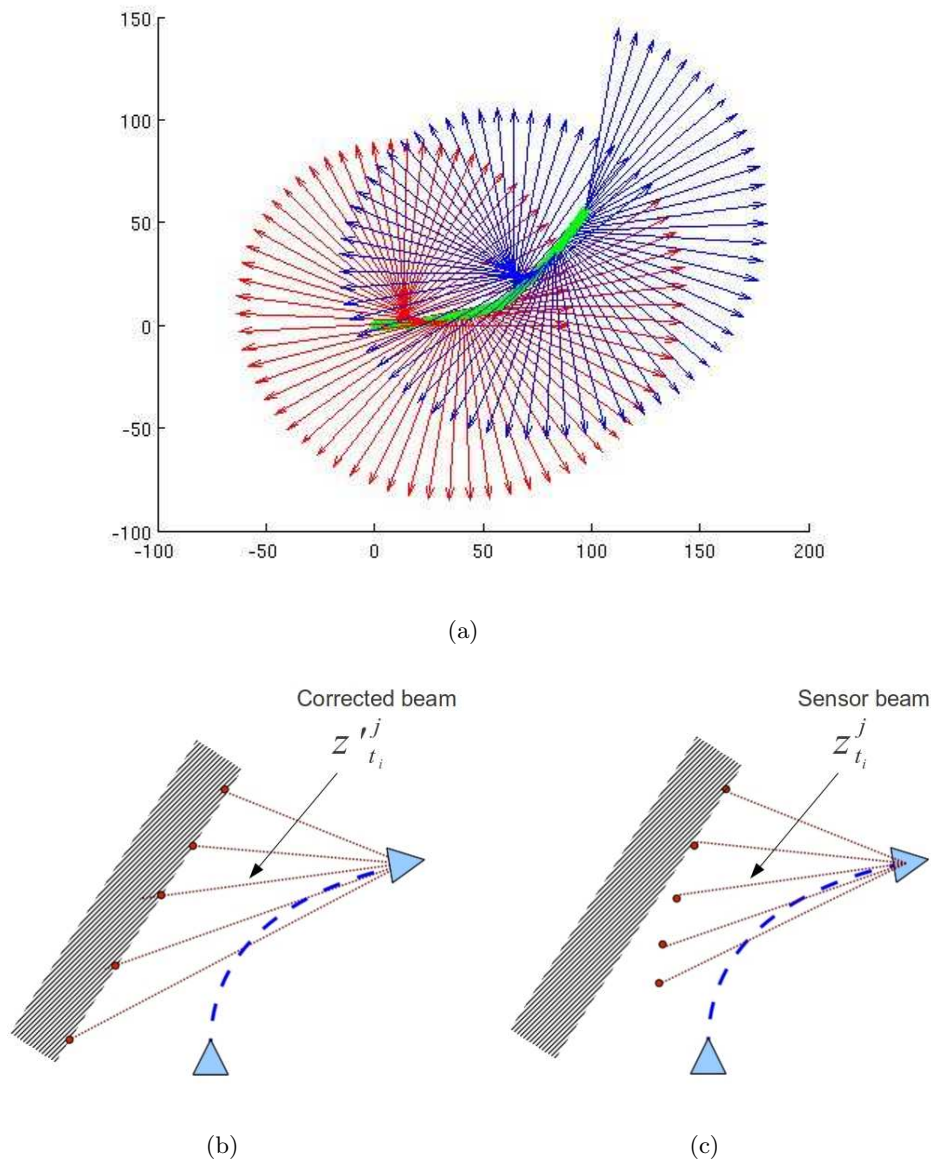 150
100
50
0
-50
-100
-100 -50 0 50 100 150 200
(a)
Corrected beam
z'^j_{t_i}
Sensor beam
z^j_{t_i}
(b)
(c)